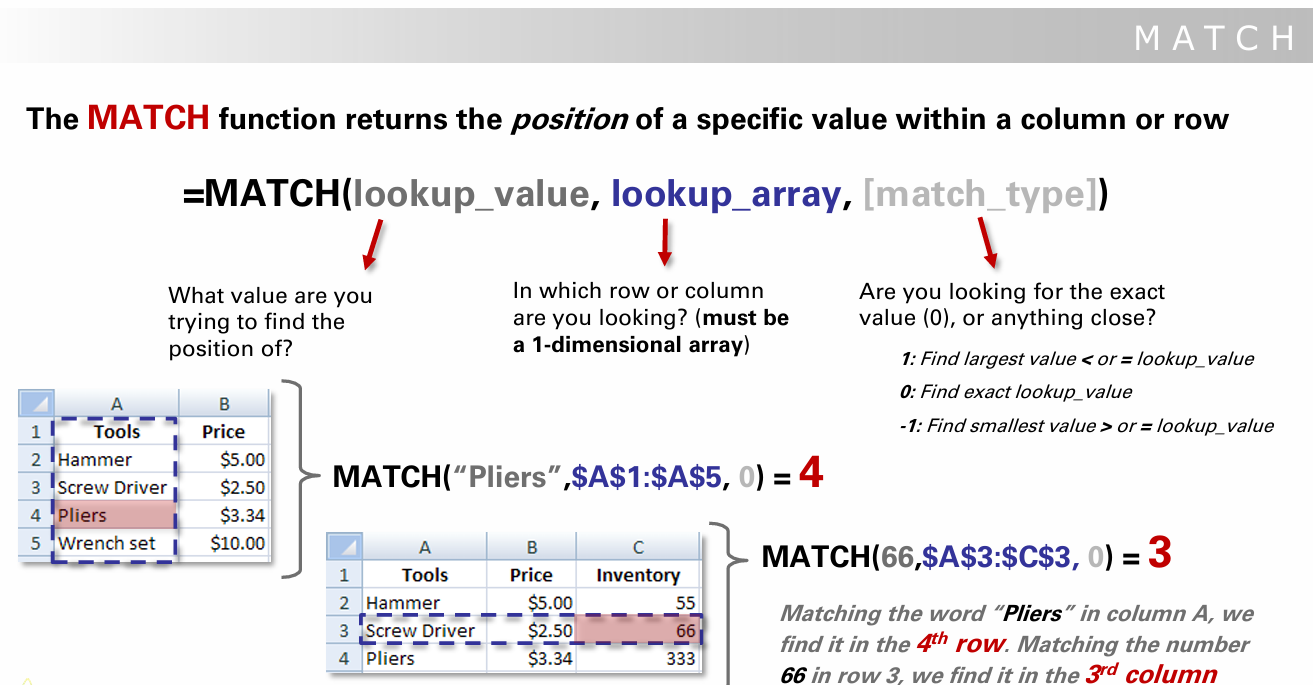 MATCH
The MATCH function returns the position of a specific value within a column or row
=MATCH(lookup_value, lookup_array, [match_type])
What value are you
trying to find the
position of?
In which row or column
are you looking? (must be
a 1-dimensional array)
Are you looking for the exact
value (0), or anything close?
1: Find largest value < or = lookup_value
0: Find exact lookup_value
-1: Find smallest value > or = lookup_value
A B
1 Tools Price
2 Hammer $5.00
3 Screw Driver $2.50
4 Pliers $3.34
5 Wrench set $10.00
MATCH(“Pliers”,$A$1:$A$5, 0) = 4
A B C
1 Tools Price Inventory
2 Hammer $5.00 55
3 Screw Driver $2.50 66
4 Pliers $3.34 333
MATCH(66,$A$3:$C$3, 0) = 3
Matching the word “Pliers” in column A, we
find it in the 4th row. Matching the number
66 in row 3, we find it in the 3rd column